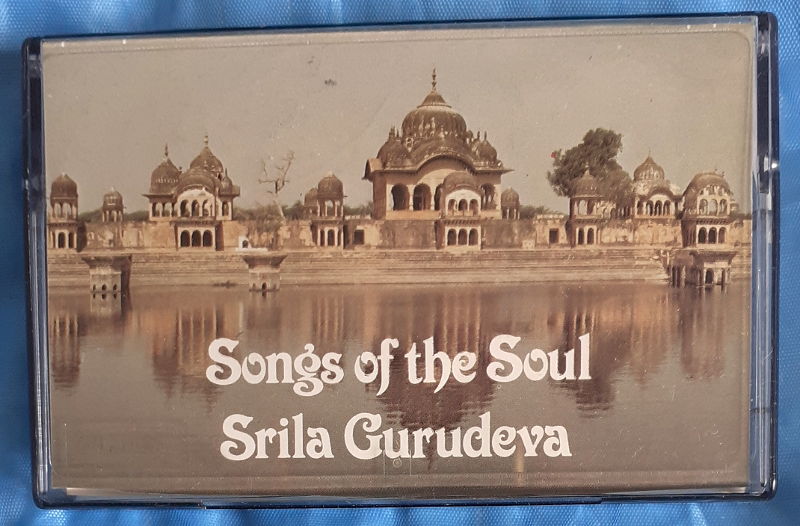 Songs of the Soul
Srila Gurudeva